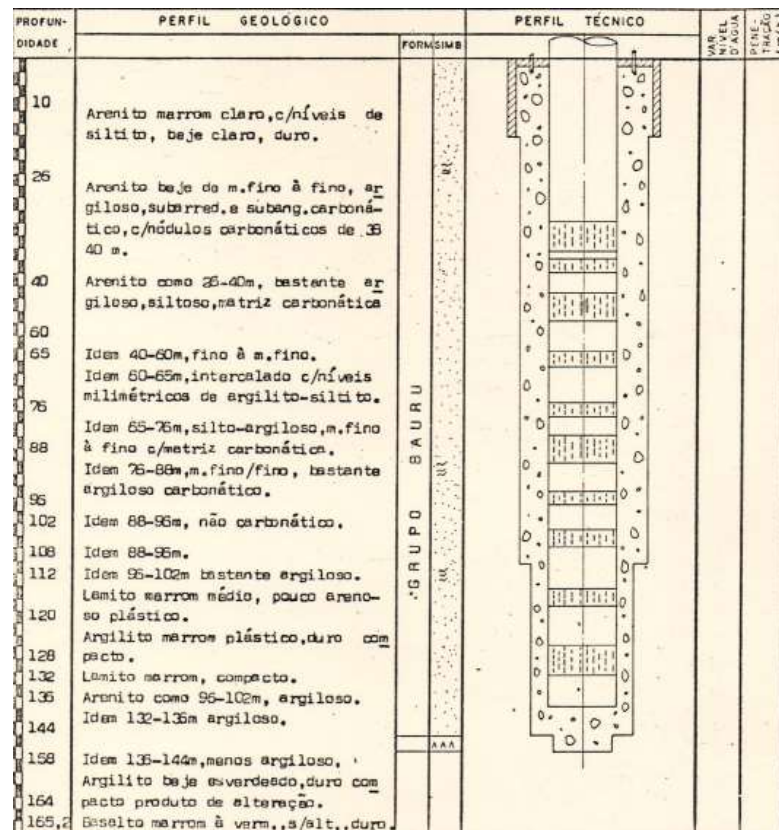 PROFUN-
DIDADE
PERFIL GEOLÓGICO
FORM SIMB
PERFIL TÉCNICO
VAR. NÍVEL D'ÁGUA
PENE-TRAÇÃO
10
Arenito marrom claro,c/níveis de
siltito, beje claro, duro.
26
Arenito beje de m.fino à fino, ar
giloso,subarred.e subang.carboná-
tico,c/nódulos carbonáticos de 36
40 m.
40
Arenito como 26-40m, bastante ar
giloso,siltoso,matriz carbonática
60
65
Idem 40-60m,fino à m.fino.
Idem 60-65m,intercalado c/níveis
milimétricos de argilito-siltito.
76
Idem 65-76m,silto-argiloso,m.fino
88
à fino c/matriz carbonática.
Idem 76-88m,m.fino/fino, bastante
argiloso carbonático.
96
102
Idem 88-96m, não carbonático.
108
Idem 88-96m.
112
Idem 96-102m bastante argiloso.
Lamito marrom médio, pouco areno-
120
so plástico.
Argilito marrom plástico,duro com
128
pacto.
132
Lamito marrom, compacto.
136
Arenito como 96-102m, argiloso.
144
Idem 132-136m argiloso.
158
Idem 136-144m,menos argiloso.
Argilito beje esverdeado,duro com
164
pacto produto de alteração.
165,2
Basalto marrom à verm.,s/alt.,duro.
GRUPO BAURU